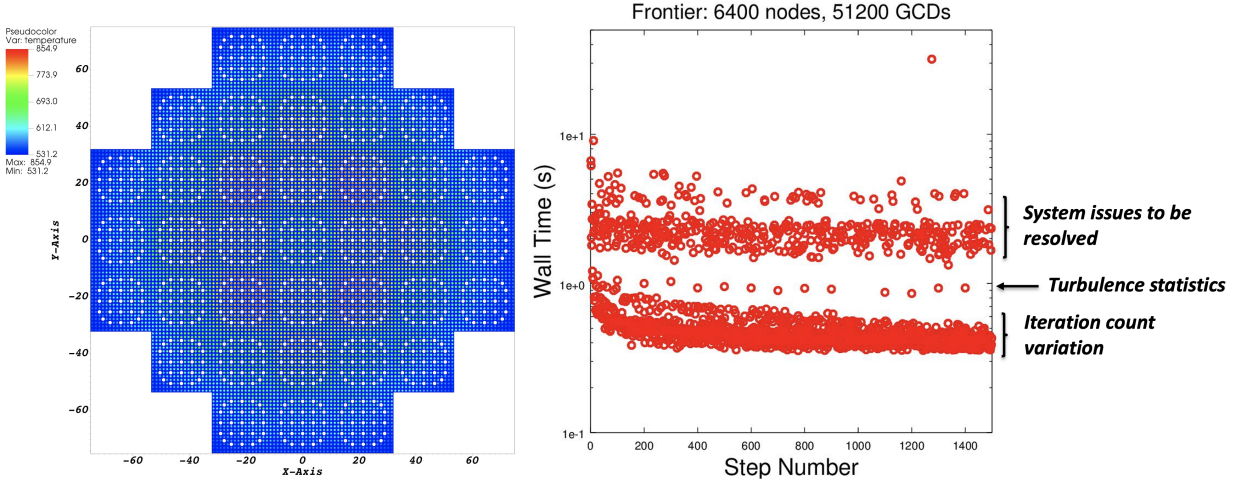 Pseudocolor
Var: temperature
854.9
773.9
693.0
612.1
531.2
Max: 854.9
Min: 531.2
60
40
20
0
-20
-40
-60
Y-Axis
-60
-40
-20
0
20
40
60
X-Axis
Frontier: 6400 nodes, 51200 GCDs
1e+1
1e+0
1e-1
Wall Time (s)
0
200
400
600
800
1000
1200
1400
Step Number
System issues to be
resolved
Turbulence statistics
Iteration count
variation